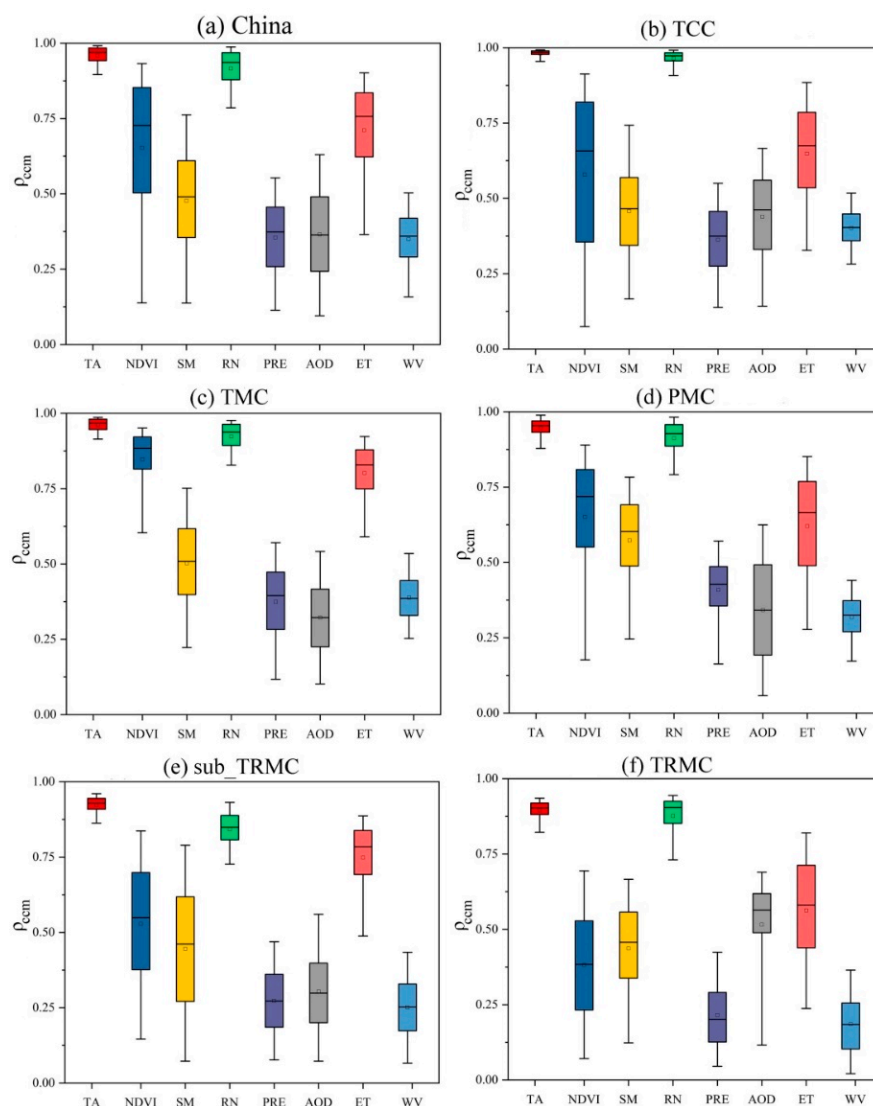 (a) China
1.00
0.75
0.50
0.25
0.00
ρccm
TA NDVI SM RN PRE AOD ET WV
(b) TCC
1.00
0.75
0.50
0.25
0.00
ρccm
TA NDVI SM RN PRE AOD ET WV
(c) TMC
1.00
0.75
0.50
0.25
0.00
ρccm
TA NDVI SM RN PRE AOD ET WV
(d) PMC
1.00
0.75
0.50
0.25
0.00
ρccm
TA NDVI SM RN PRE AOD ET WV
(e) sub_TRMC
1.00
0.75
0.50
0.25
0.00
ρccm
TA NDVI SM RN PRE AOD ET WV
(f) TRMC
1.00
0.75
0.50
0.25
0.00
ρccm
TA NDVI SM RN PRE AOD ET WV